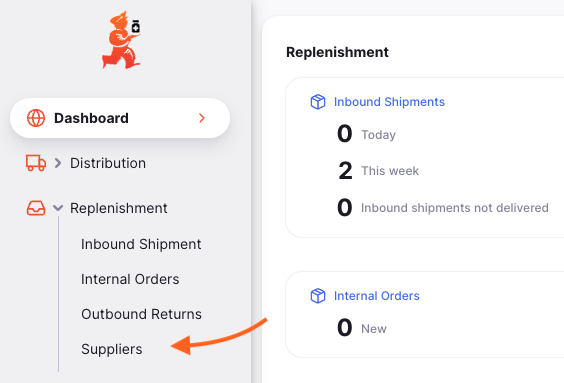 Dashboard
Distribution
Replenishment
Inbound Shipment
Internal Orders
Outbound Returns
Suppliers
Replenishment
Inbound Shipments
0 Today
2 This week
0 Inbound shipments not delivered
Internal Orders
0 New